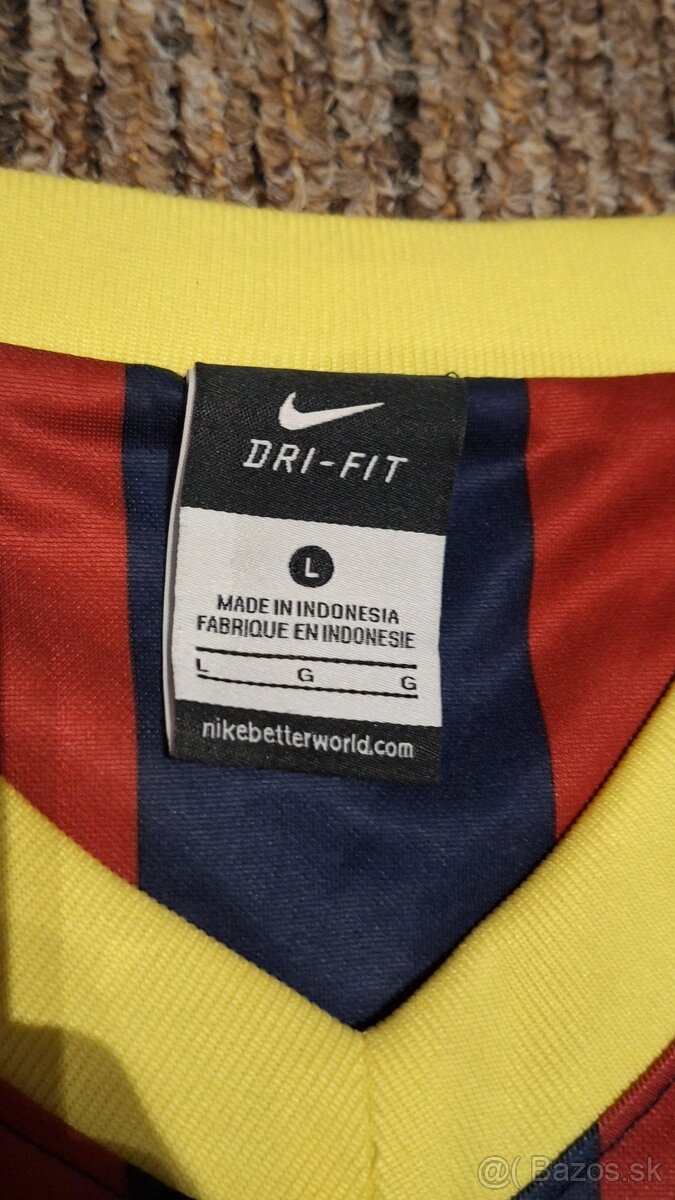 DRI-FIT
L
MADE IN INDONESIA
FABRIQUE EN INDONESIE
L G G
nikebetterworld.com
@( Bazos.sk